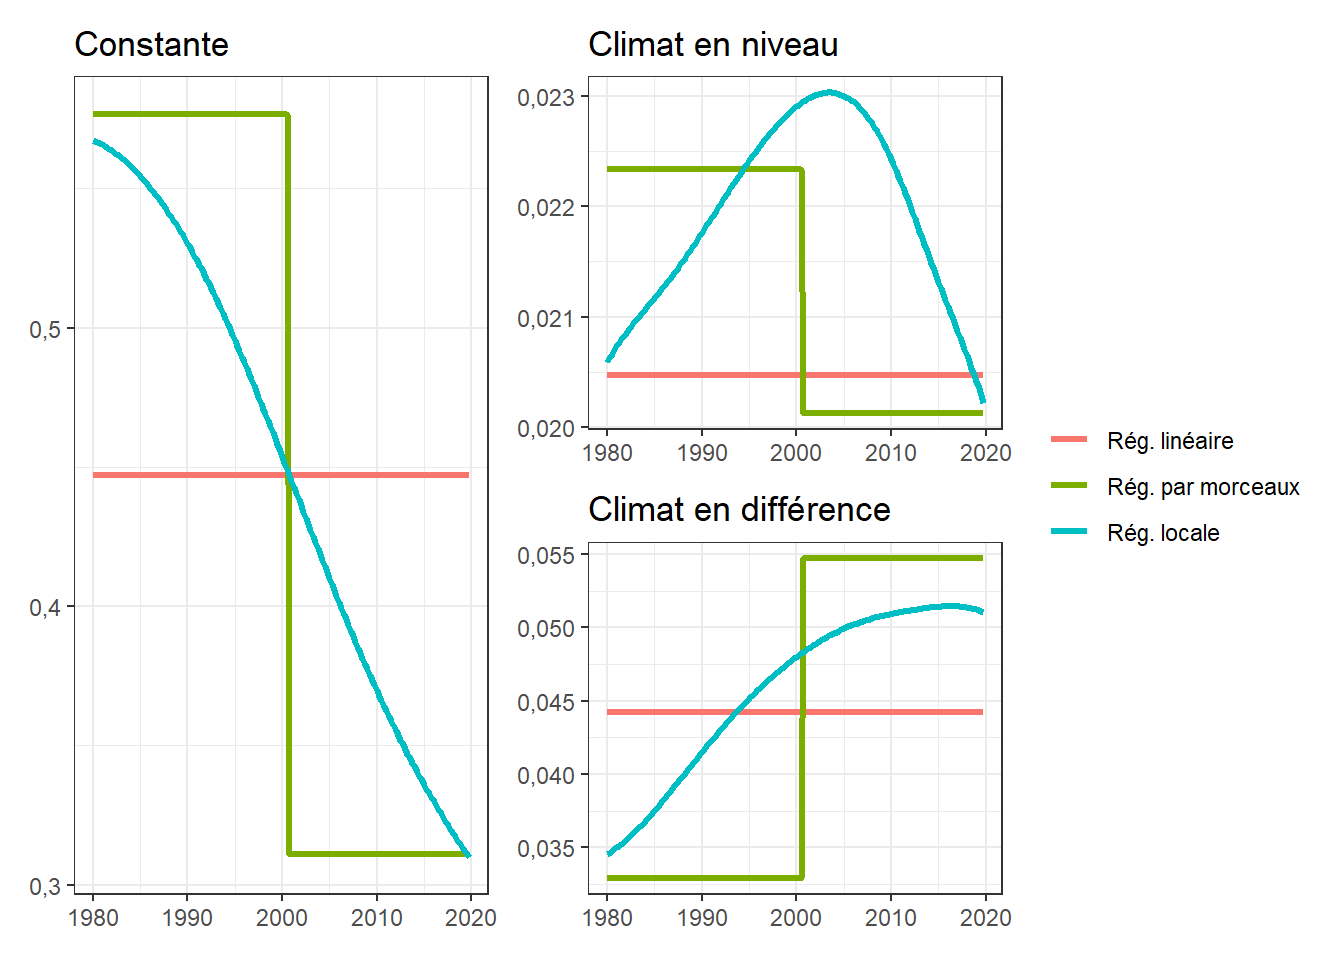 Constante
0,5
0,4
0,3
1980 1990 2000 2010 2020
Climat en niveau
0,023
0,022
0,021
0,020
1980 1990 2000 2010 2020
Climat en différence
0,055
0,050
0,045
0,040
0,035
1980 1990 2000 2010 2020
Rég. linéaire
Rég. par morceaux
Rég. locale